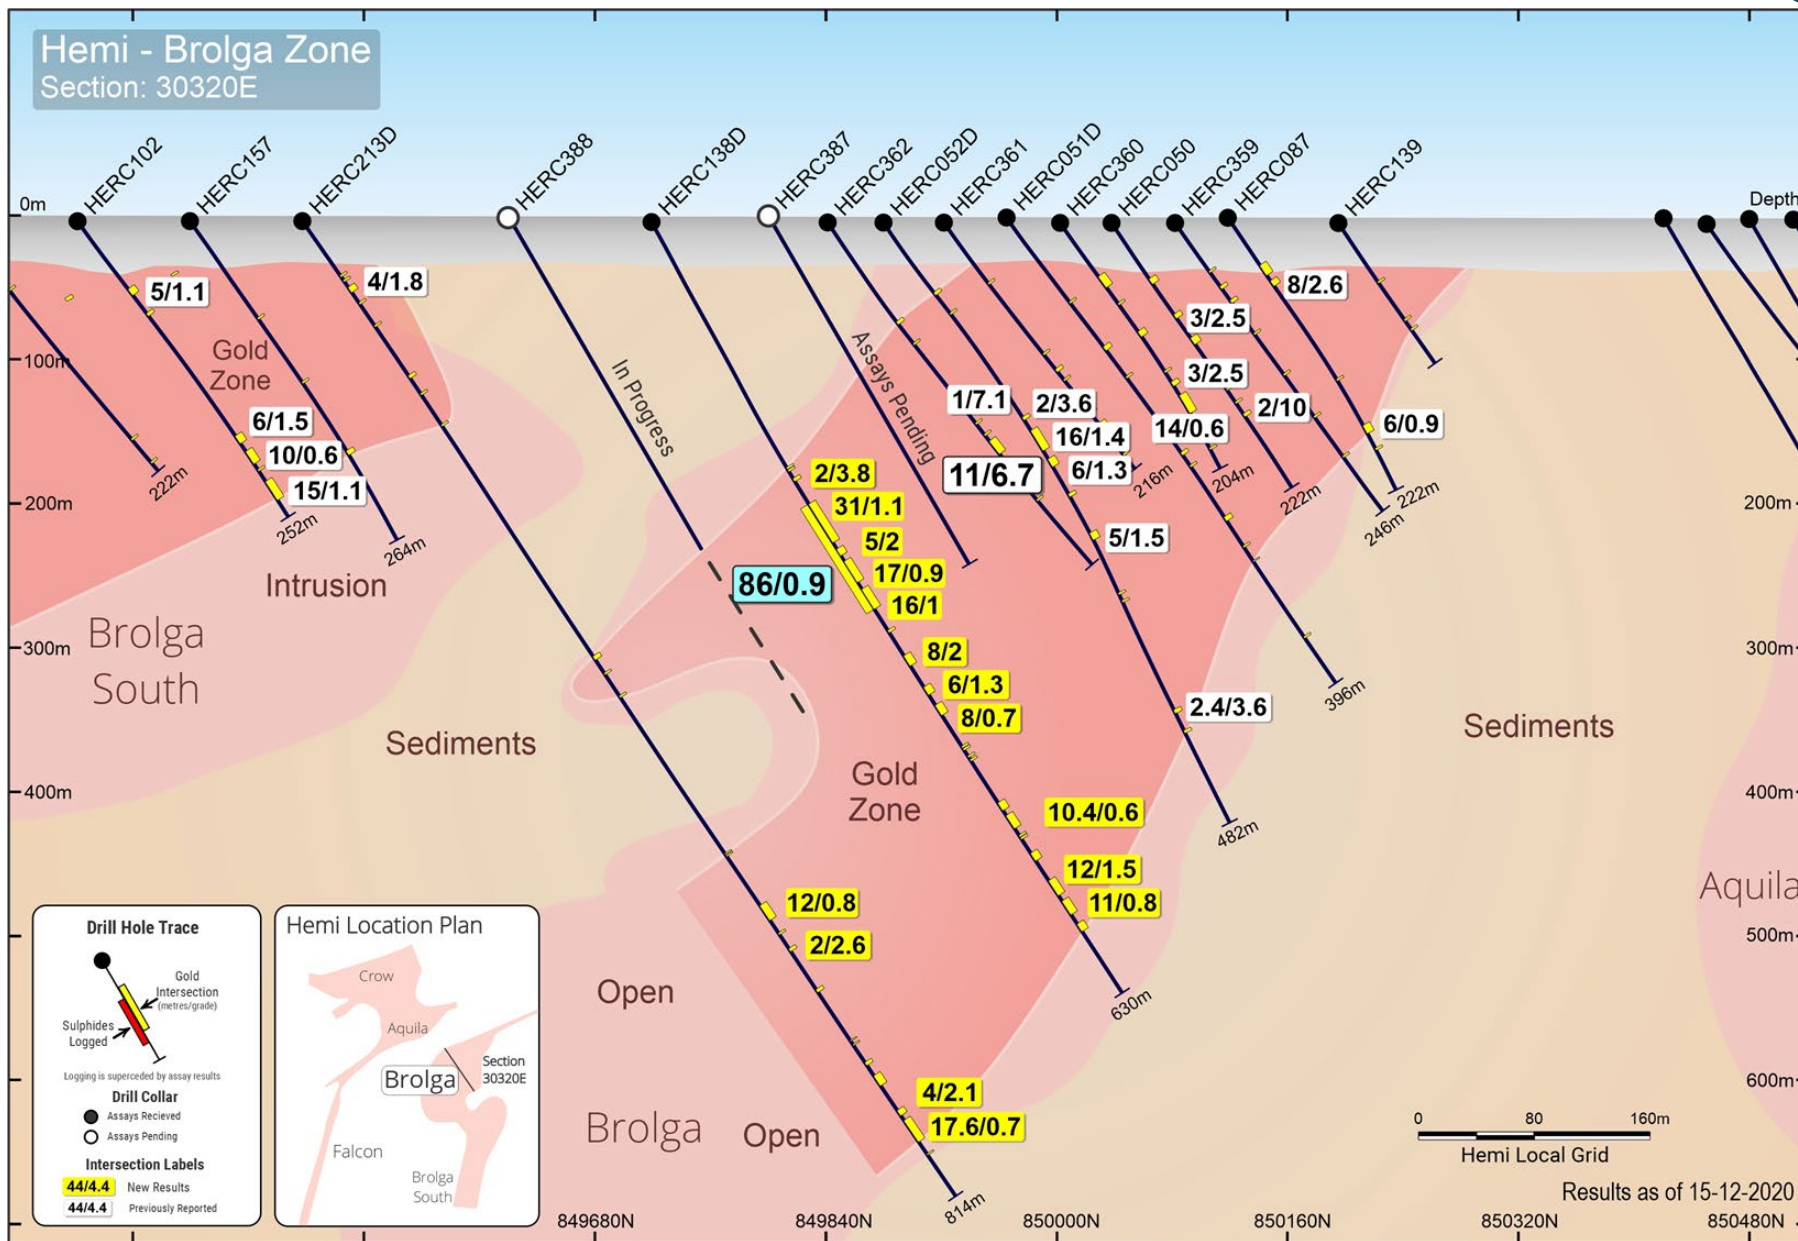 Hemi - Brolga Zone
Section: 30320E
HERC102
HERC157
HERC213D
HERC388
HERC138D
HERC387
HERC362
HERC052D
HERC361
HERC051D
HERC360
HERC050
HERC359
HERC087
HERC139
0m
Depth
5/1.1
4/1.8
8/2.6
3/2.5
Gold
Zone
100m
In Progress
Assays Pending
3/2.5
1/7.1
2/3.6
2/10
6/1.5
16/1.4
14/0.6
6/0.9
10/0.6
2/3.8
11/6.7
6/1.3
15/1.1
222m
216m
204m
222m
222m
200m
31/1.1
200m
252m
246m
264m
5/2
5/1.5
17/0.9
86/0.9
Intrusion
16/1
Brolga
South
300m
8/2
300m
6/1.3
396m
8/0.7
2.4/3.6
Sediments
Sediments
Gold
Zone
400m
400m
10.4/0.6
482m
12/1.5
Aquila
12/0.8
11/0.8
2/2.6
500m
Open
630m
600m
4/2.1
17.6/0.7
Brolga
Open
814m
Drill Hole Trace
Gold
Intersection
(metres/grade)
Sulphides
Logged
Logging is superceded by assay results
Drill Collar
Assays Recieved
Assays Pending
Intersection Labels
44/4.4 New Results
44/4.4 Previously Reported
Hemi Location Plan
Crow
Aquila
Section
30320E
Brolga
Falcon
Brolga
South
0 80 160m
Hemi Local Grid
Results as of 15-12-2020
849680N 849840N 850000N 850160N 850320N 850480N